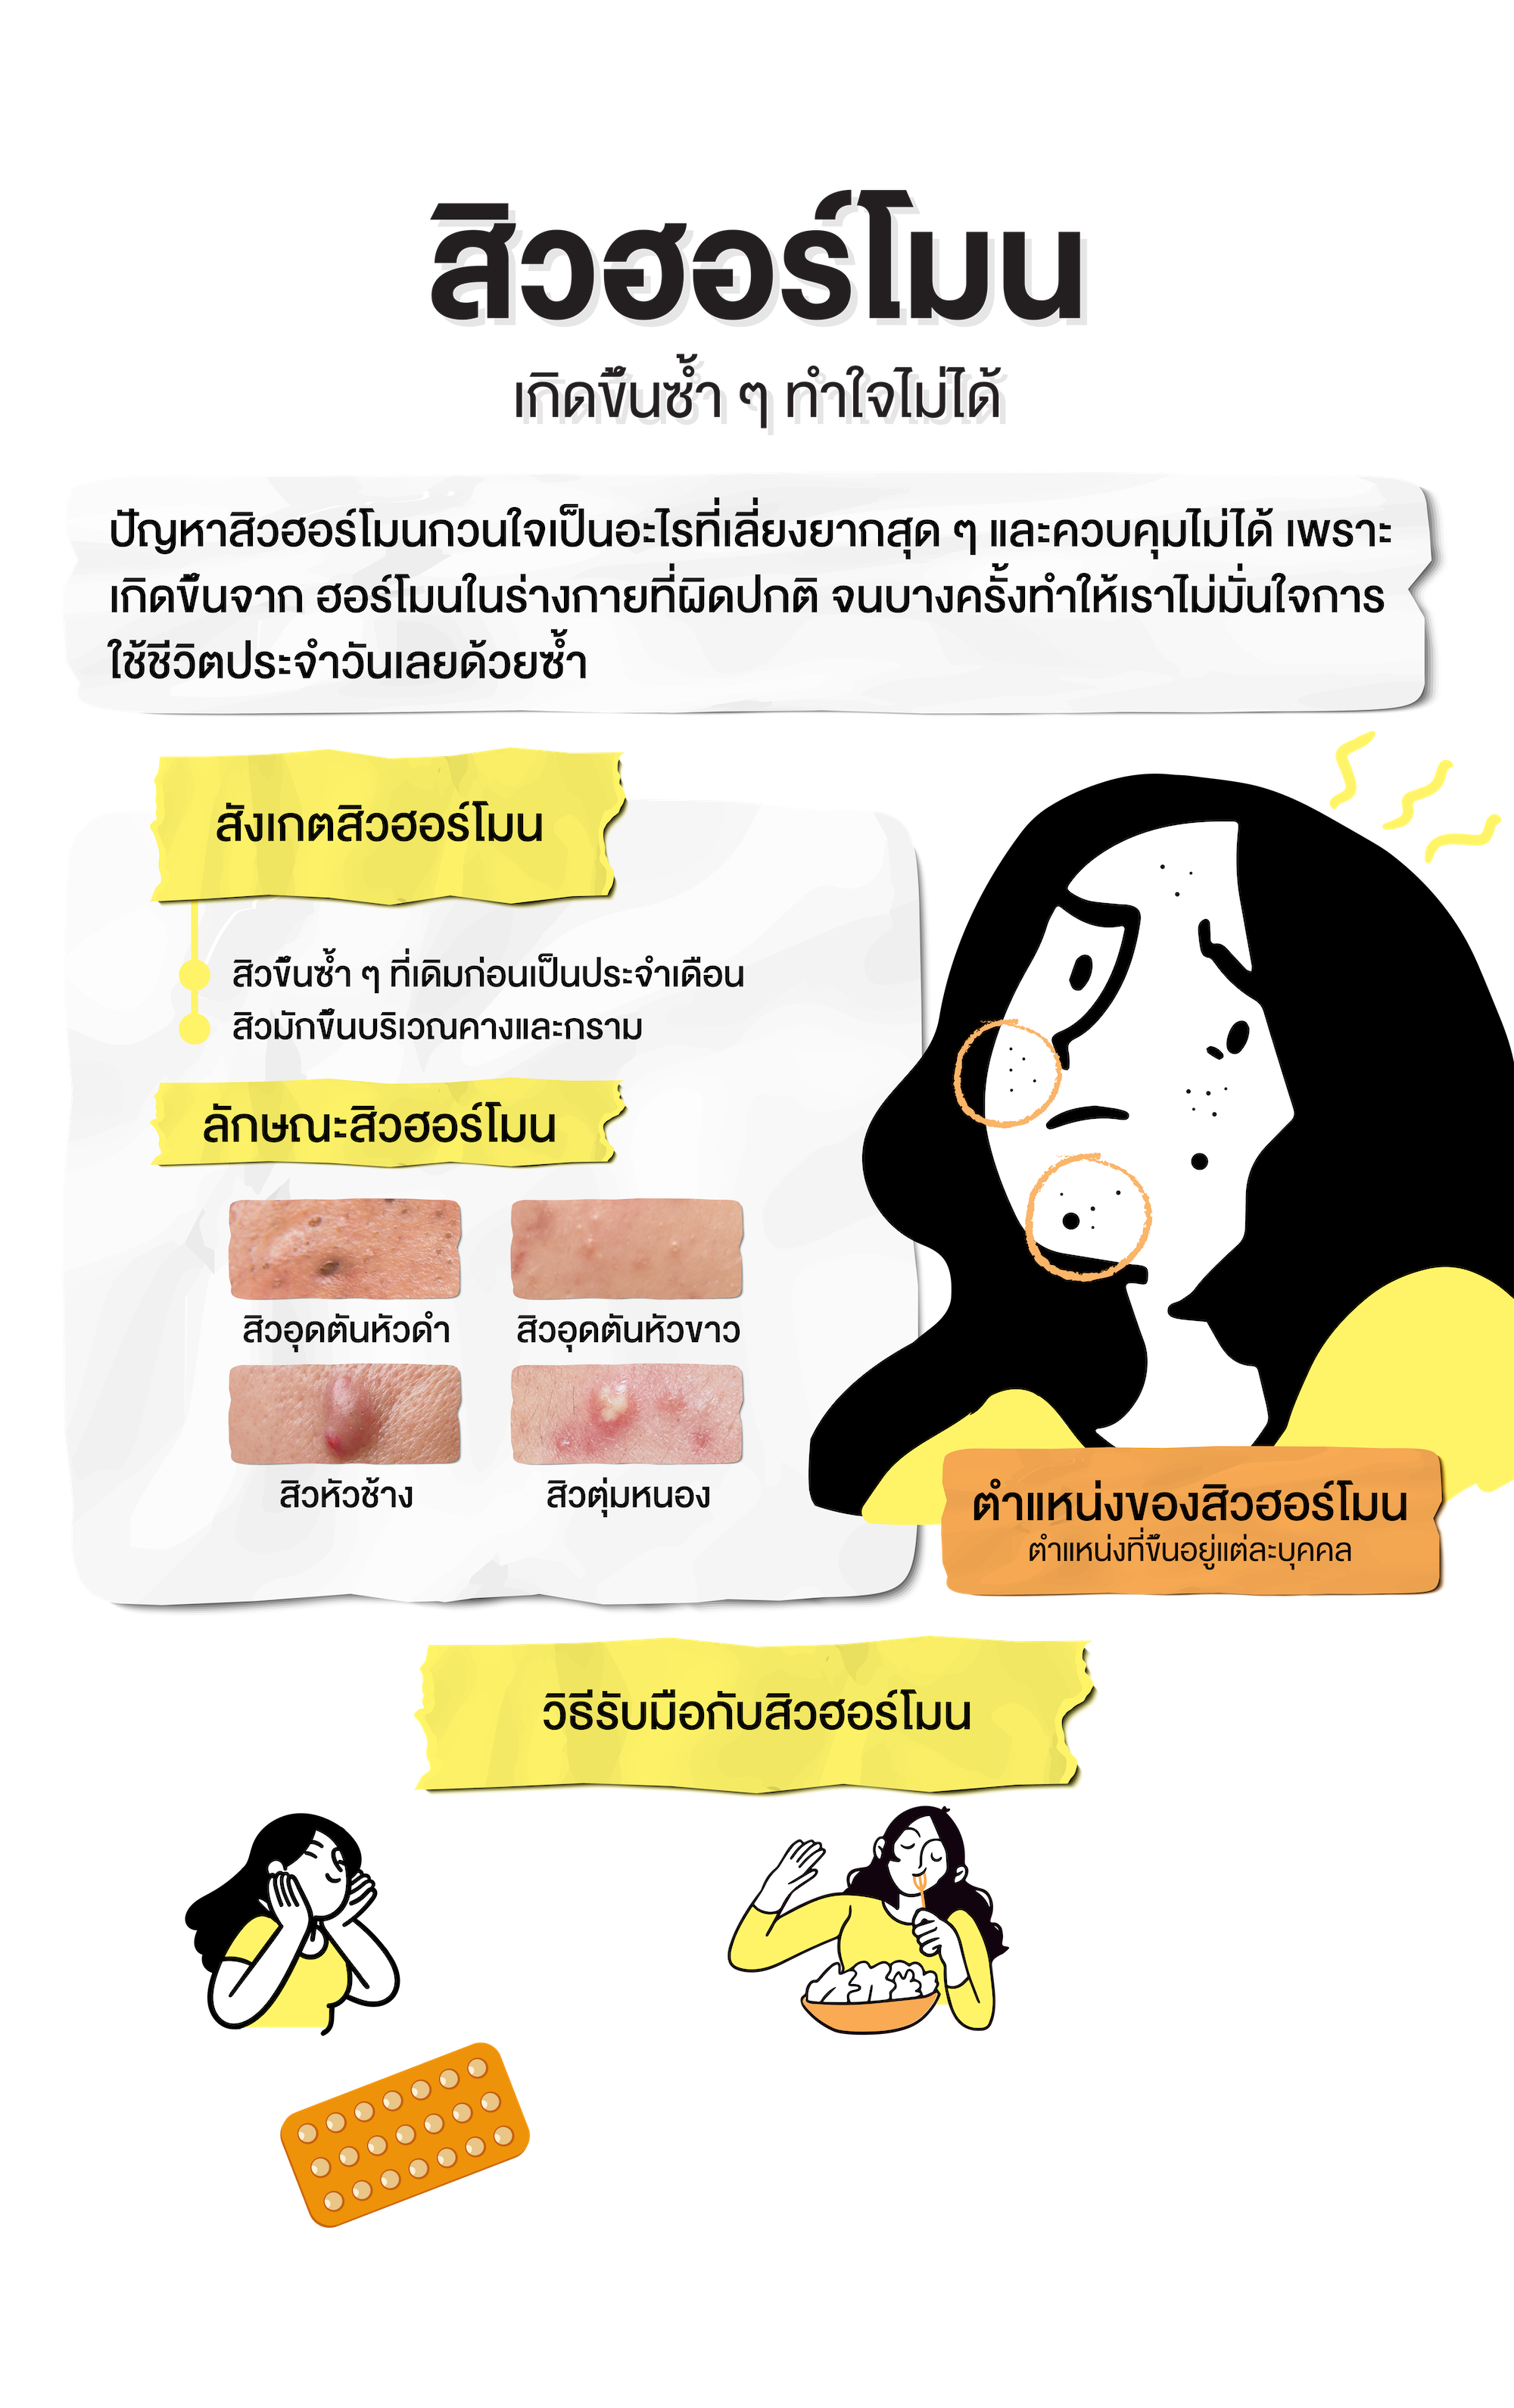 สิวฮอร์โมน
เกิดขึ้นซ้ำ ๆ ทำใจไม่ได้
ปัญหาสิวฮอร์โมนกวนใจเป็นอะไรที่เลี่ยงยากสุด ๆ และควบคุมไม่ได้ เพราะ
เกิดขึ้นจาก ฮอร์โมนในร่างกายที่ผิดปกติ จนบางครั้งทำให้เราไม่มั่นใจการ
ใช้ชีวิตประจำวันเลยด้วยซ้ำ
สังเกตสิวฮอร์โมน
สิวขึ้นซ้ำ ๆ ที่เดิมก่อนเป็นประจำเดือน
สิวมักขึ้นบริเวณคางและกราม
ลักษณะสิวฮอร์โมน
สิวอุดตันหัวดำ
สิวอุดตันหัวขาว
สิวหัวช้าง
สิวตุ่มหนอง
ตำแหน่งของสิวฮอร์โมน
ตำแหน่งที่ขึ้นอยู่แต่ละบุคคล
วิธีรับมือกับสิวฮอร์โมน